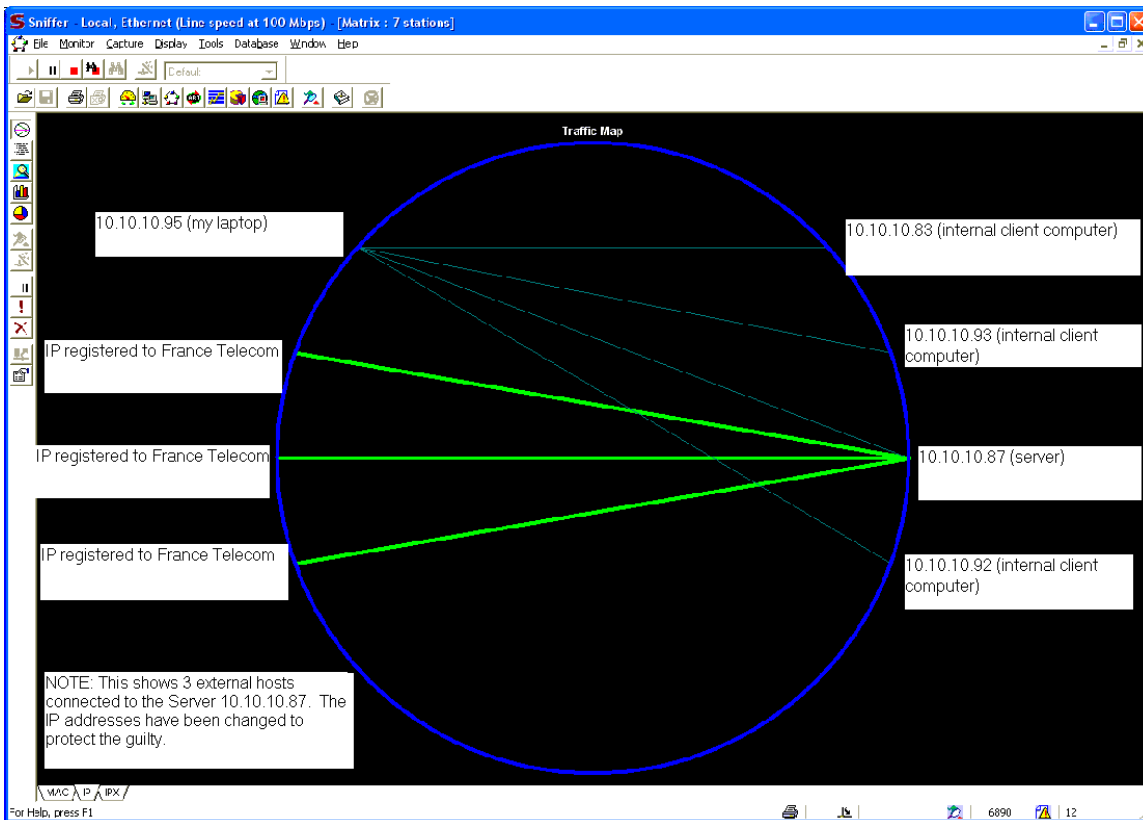 Sniffer - Local, Ethernet (Line speed at 100 Mbps) - [Matrix : 7 stations]
File Monitor Capture Display Tools Database Window Help
Default
Traffic Map
10.10.10.95 (my laptop)
10.10.10.83 (internal client computer)
IP registered to France Telecom
10.10.10.93 (internal client
computer)
IP registered to France Telecom
10.10.10.87 (server)
IP registered to France Telecom
10.10.10.92 (internal client
computer)
NOTE: This shows 3 external hosts
connected to the Server 10.10.10.87. The
IP addresses have been changed to
protect the guilty.
MAC IP IPX
For Help, press F1
6890 12